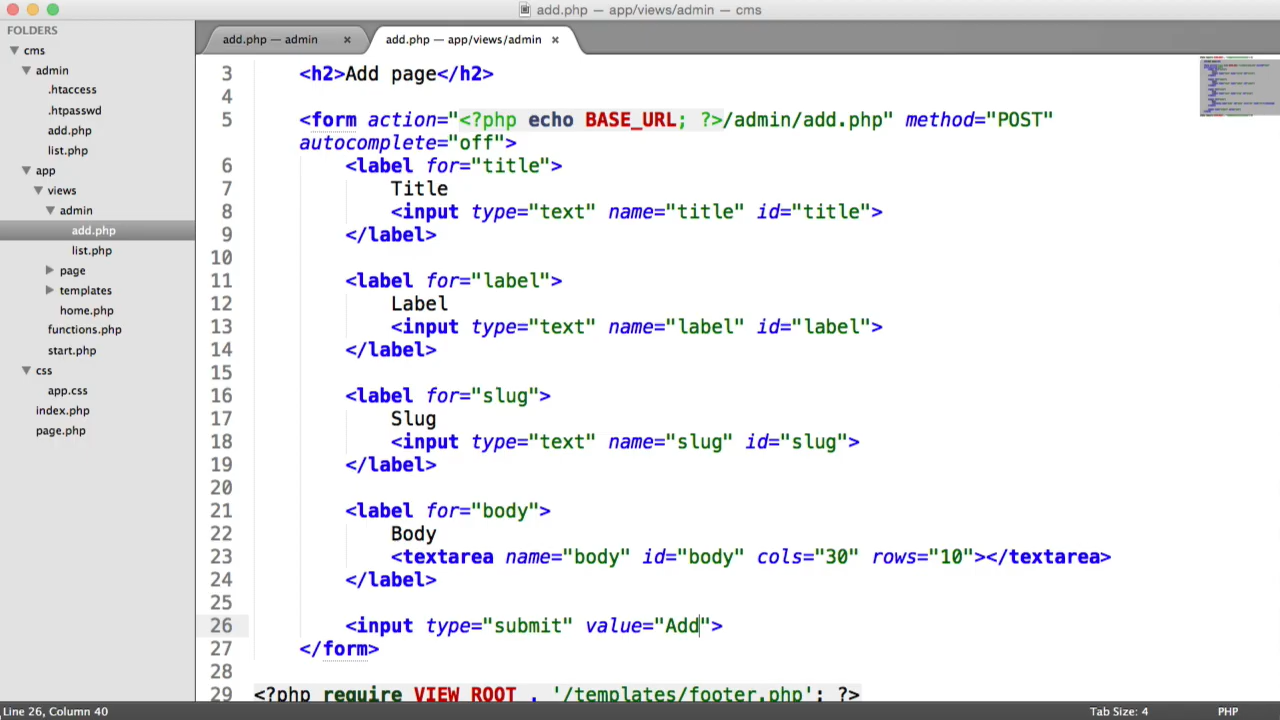 add.php — app/views/admin — cms
FOLDERS
cms
admin
.htaccess
.htpasswd
add.php
list.php
app
views
admin
add.php
list.php
page
templates
home.php
functions.php
start.php
css
app.css
index.php
page.php
add.php — admin ×
add.php — app/views/admin ×
3 <h2>Add page</h2>
4
5 <form action="<?php echo BASE_URL; ?>/admin/add.php" method="POST"
autocomplete="off">
6 <label for="title">
7 Title
8 <input type="text" name="title" id="title">
9 </label>
10
11 <label for="label">
12 Label
13 <input type="text" name="label" id="label">
14 </label>
15
16 <label for="slug">
17 Slug
18 <input type="text" name="slug" id="slug">
19 </label>
20
21 <label for="body">
22 Body
23 <textarea name="body" id="body" cols="30" rows="10"></textarea>
24 </label>
25
26 <input type="submit" value="Add">
27 </form>
28
29 <?php require VIEW_ROOT . '/templates/footer.php'; ?>
Line 26, Column 40
Tab Size: 4
PHP